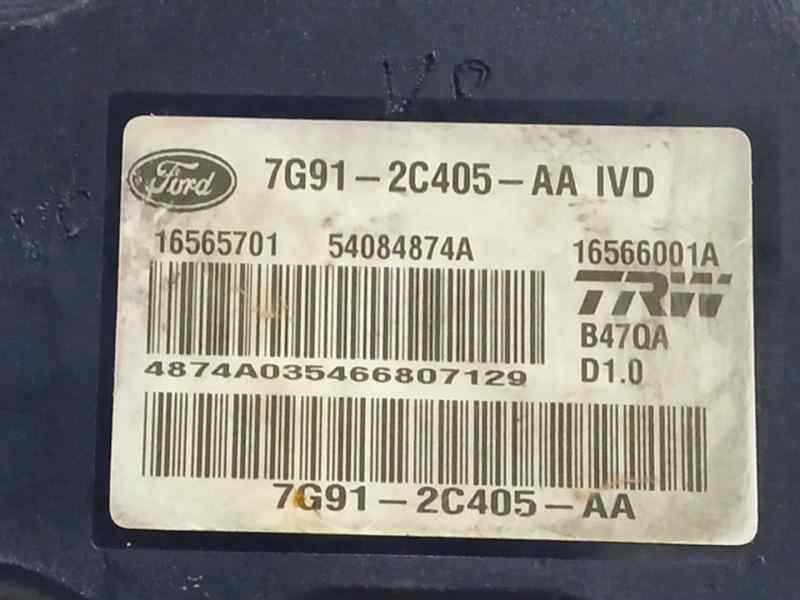 Ford 7G91-2C405-AA IVD
16565701 54084874A 16566001A
TRW
B47QA
4874A035466807129 D1.0
7G91-2C405-AA